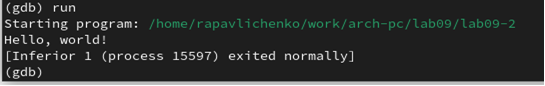 (gdb) run
Starting program: /home/rapavlichenko/work/arch-pc/lab09/lab09-2
Hello, world!
[Inferior 1 (process 15597) exited normally]
(gdb)